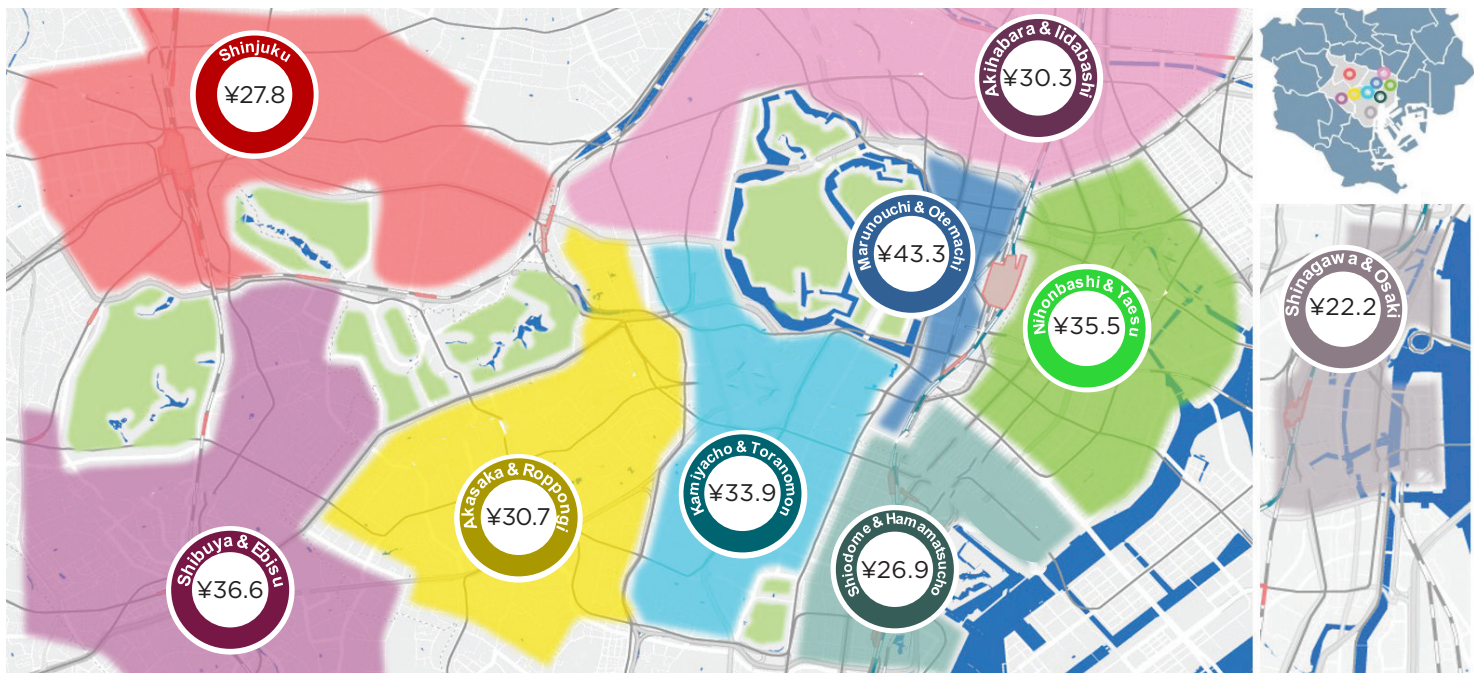 Shinjuku
¥27.8
Akihabara & Iidabashi
¥30.3
Marunouchi & Otemachi
¥43.3
Nihonbashi & Yaesu
¥35.5
Shinagawa & Osaki
¥22.2
Kamiyacho & Toranomon
¥33.9
Akasaka & Roppongi
¥30.7
Shibuya & Ebisu
¥36.6
Shiodome & Hamamatsucho
¥26.9